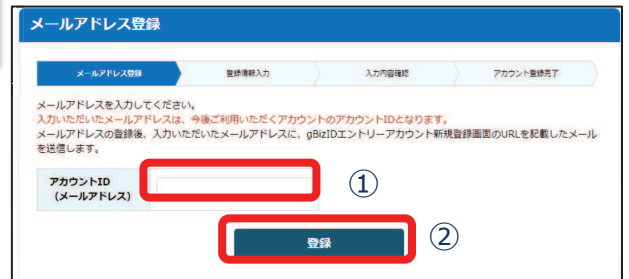 メールアドレス登録
メールアドレス登録 登録情報入力 入力内容確認 アカウント登録完了
メールアドレスを入力してください。
入力いただいたメールアドレスは、今後ご利用いただくアカウントのアカウントIDとなります。
メールアドレスの登録後、入力いただいたメールアドレスに、gBizIDエントリーアカウント新規登録画面のURLを記載したメール
を送信します。
アカウントID
（メールアドレス）
①
登録
②